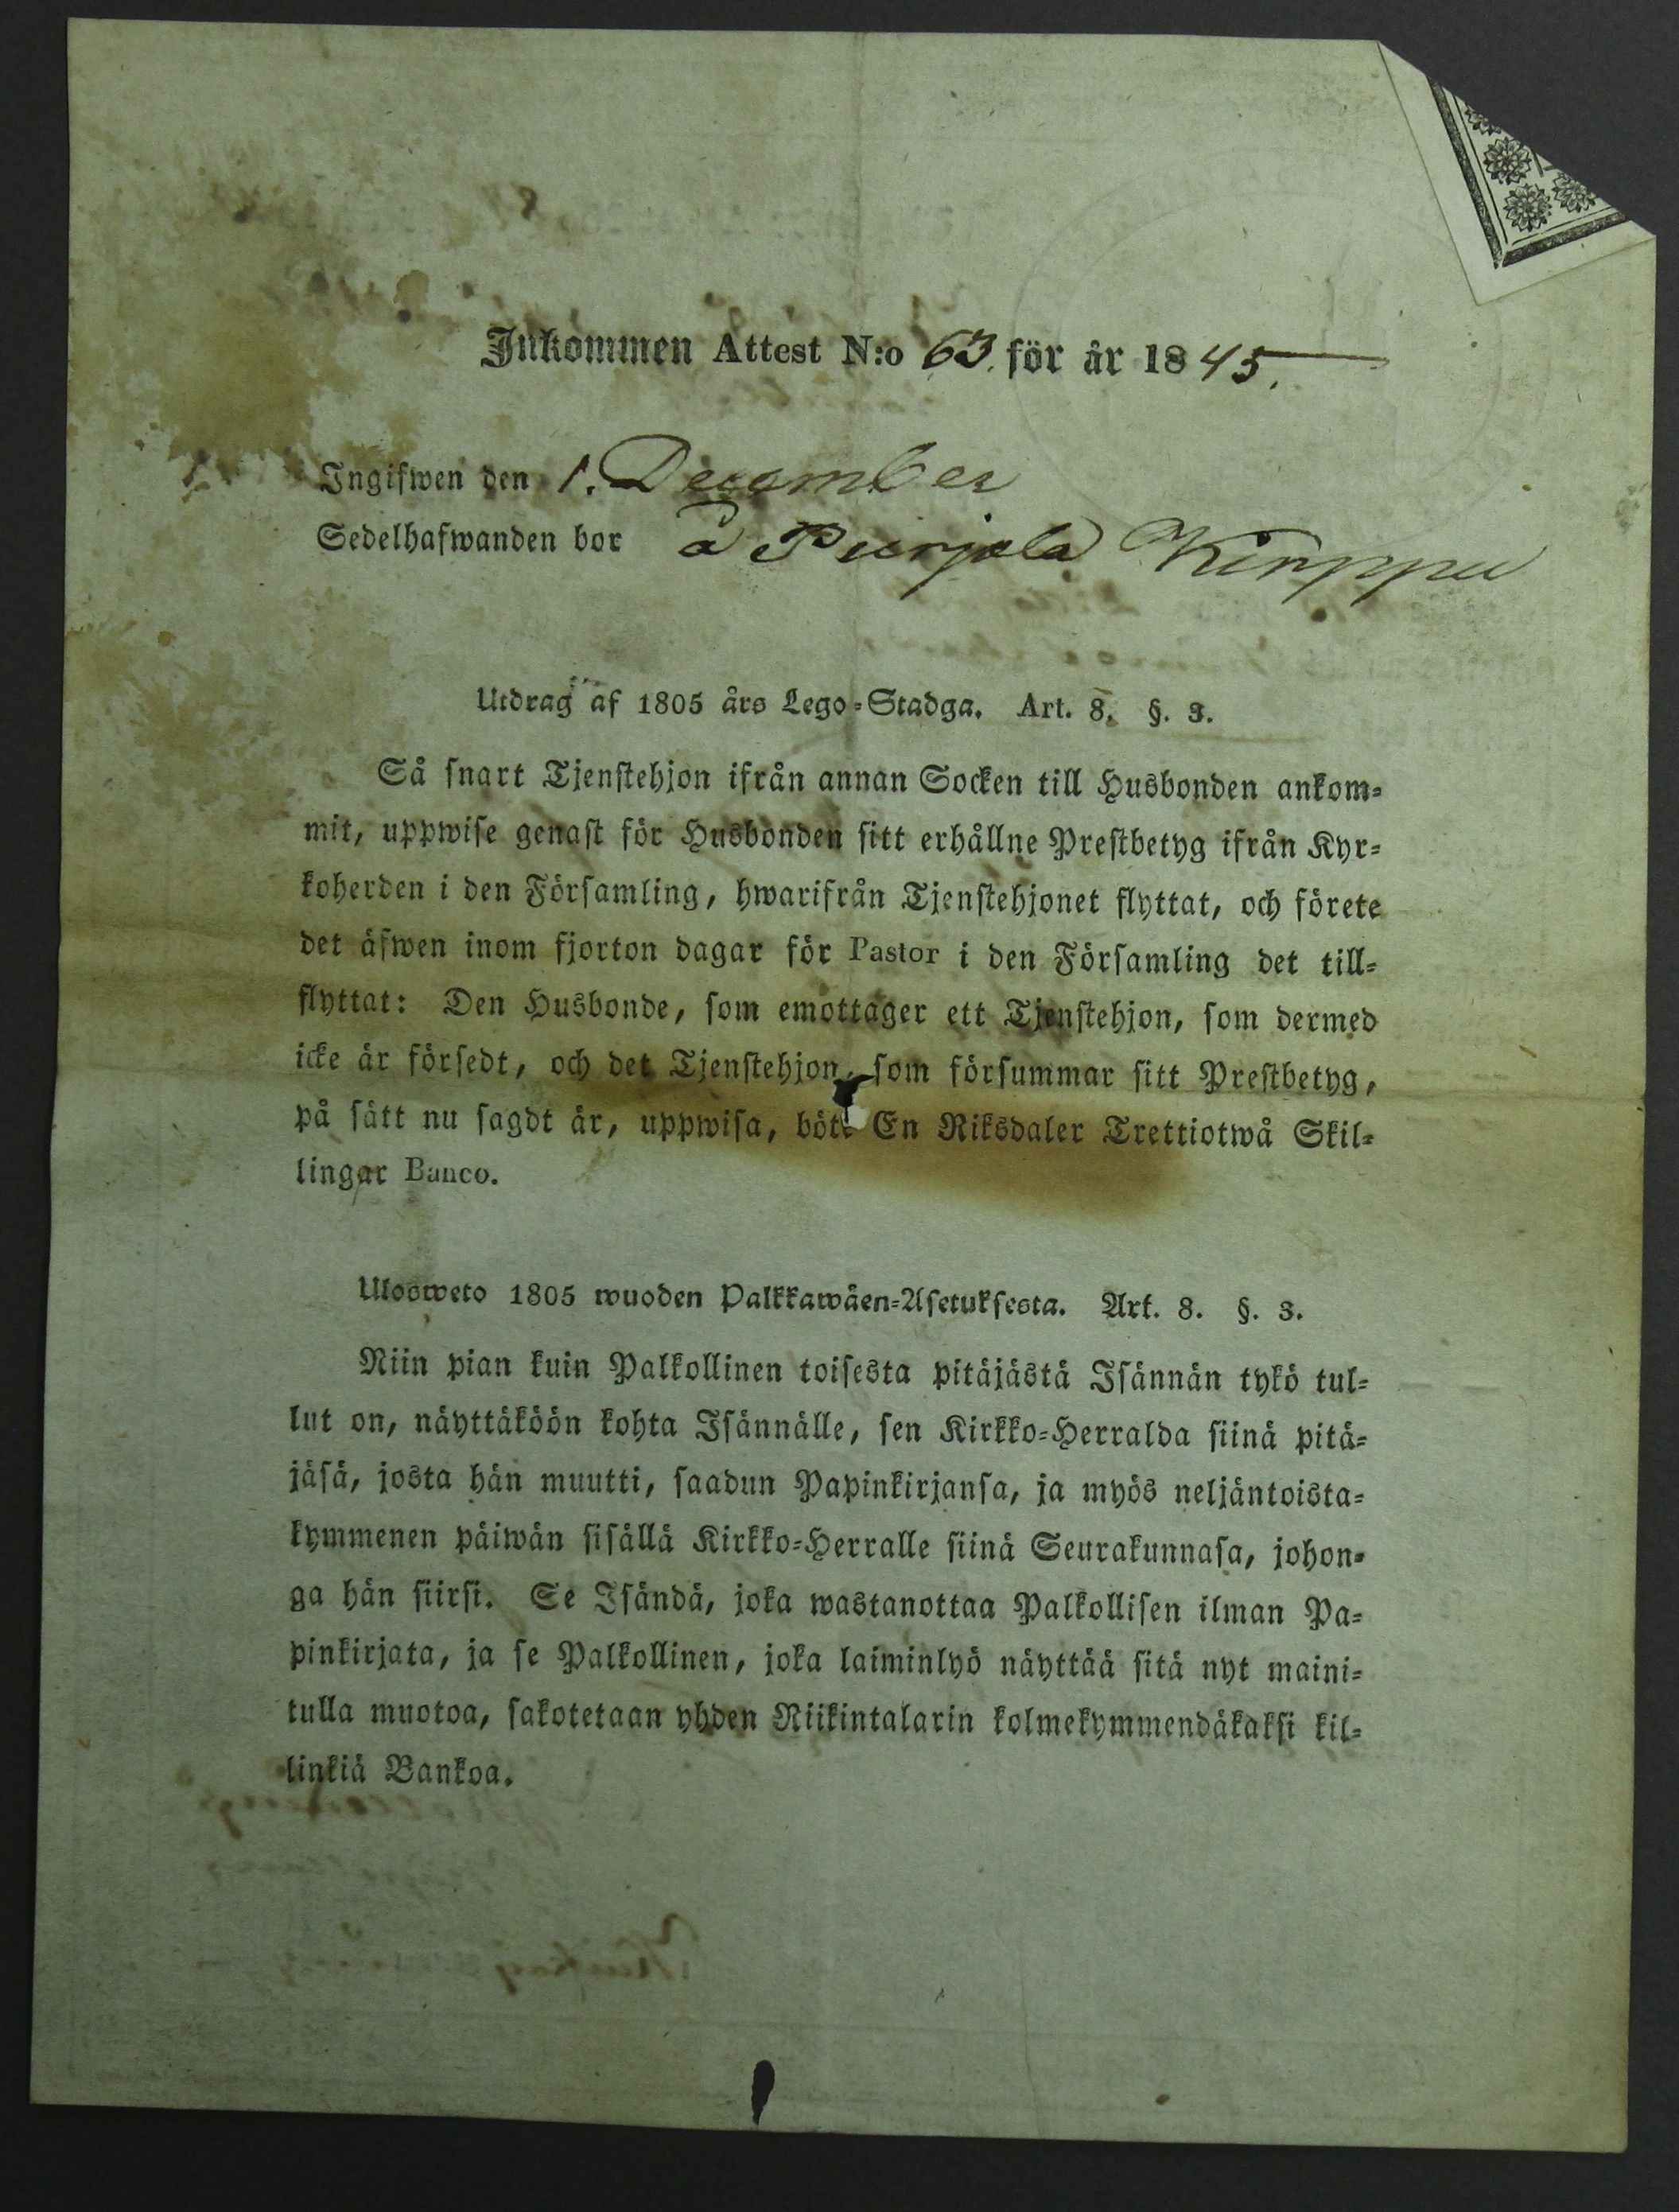 Inkommen Attest N:o 63. för år 1845.
Ingifwen den 1. December
Sedelhafwanden bor å Purjala Kirppu
Utdrag af 1805 års Lego-Stadga. Art. 8. §. 3.
Så snart Tjenstehjon ifrån annan Socken till Husbonden ankom-
mit, uppwise genast för Husbonden sitt erhållne Prestbetyg ifrån Kyr-
koherden i den Församling, hwarifrån Tjenstehjonet flyttat, och förete
det äfwen inom fjorton dagar för Pastor i den Församling det till-
flyttat: Den Husbonde, som emottager ett Tjenstehjon, som dermed
icke är försedt, och det Tjenstehjon, som försummar sitt Prestbetyg,
på sätt nu sagdt är, uppwisa, böte En Riksdaler Trettiotwå Skil-
lingar Banco.
Ulosweto 1805 wuoden Palkkawäen-Asetuksesta. Art. 8. §. 3.
Niin pian kuin Palkollinen toisesta pitäjästä Isännän tykö tul-
lut on, näyttäköön kohta Isännälle, sen Kirkko-Herralda siinä pitä-
jäsä, josta hän muutti, saadun Papinkirjansa, ja myös neljäntoista-
kymmenen päiwän sisällä Kirkko-Herralle siinä Seurakunnasa, johon-
ga hän siirsi. Se Isändä, joka wastanottaa Palkollisen ilman Pa-
pinkirjata, ja se Palkollinen, joka laiminlyö näyttää sitä nyt maini-
tulla muotoa, sakotetaan yhden Riikintalarin kolmekymmendäkaksi kil-
linkiä Bankoa.